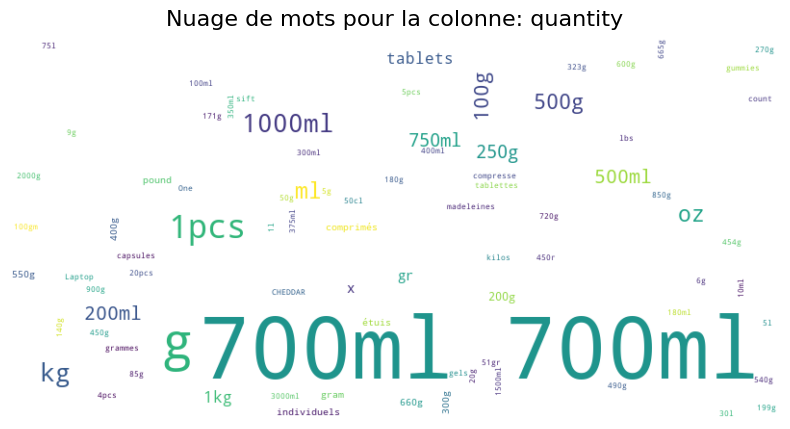 Nuage de mots pour la colonne: quantity
75l
tablets
665g
270g
323g
600g
gummies
100ml
5pcs
100g
350ml
sift
500g
count
171g
1000ml
9g
750ml
lbs
300ml
400ml
250g
2000g
pound
One
180g
compresse
tablettes
500ml
50g
ml
5g
50cl
850g
madeleines
100gm
400g
1pcs
1l
375ml
comprimés
720g
oz
454g
capsules
kilos
450r
550g
Laptop
20pcs
gr
6g
10ml
900g
CHEDDAR
x
200g
200ml
180ml
140g
450g
étuis
5l
g
700ml 700ml
grammes
51gr
kg
85g
gels
20g
1500ml
540g
490g
4pcs
1kg
3000ml
gram
660g
300g
199g
individuels
30l